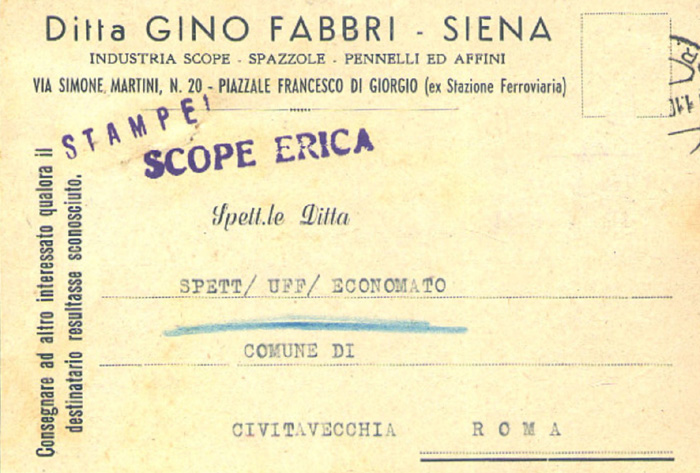 Ditta GINO FABBRI - SIENA
INDUSTRIA SCOPE - SPAZZOLE - PENNELLI ED AFFINI
VIA SIMONE MARTINI, N. 20 - PIAZZALE FRANCESCO DI GIORGIO (ex Stazione Ferroviaria)
STAMPE
SCOPE ERICA
Spett.le Ditta
SPETT/ UFF/ ECONOMATO
COMUNE DI
CIVITAVECCHIA ROMA
Consegnare ad altro interessato qualora il
destinatario resultasse sconosciuto.